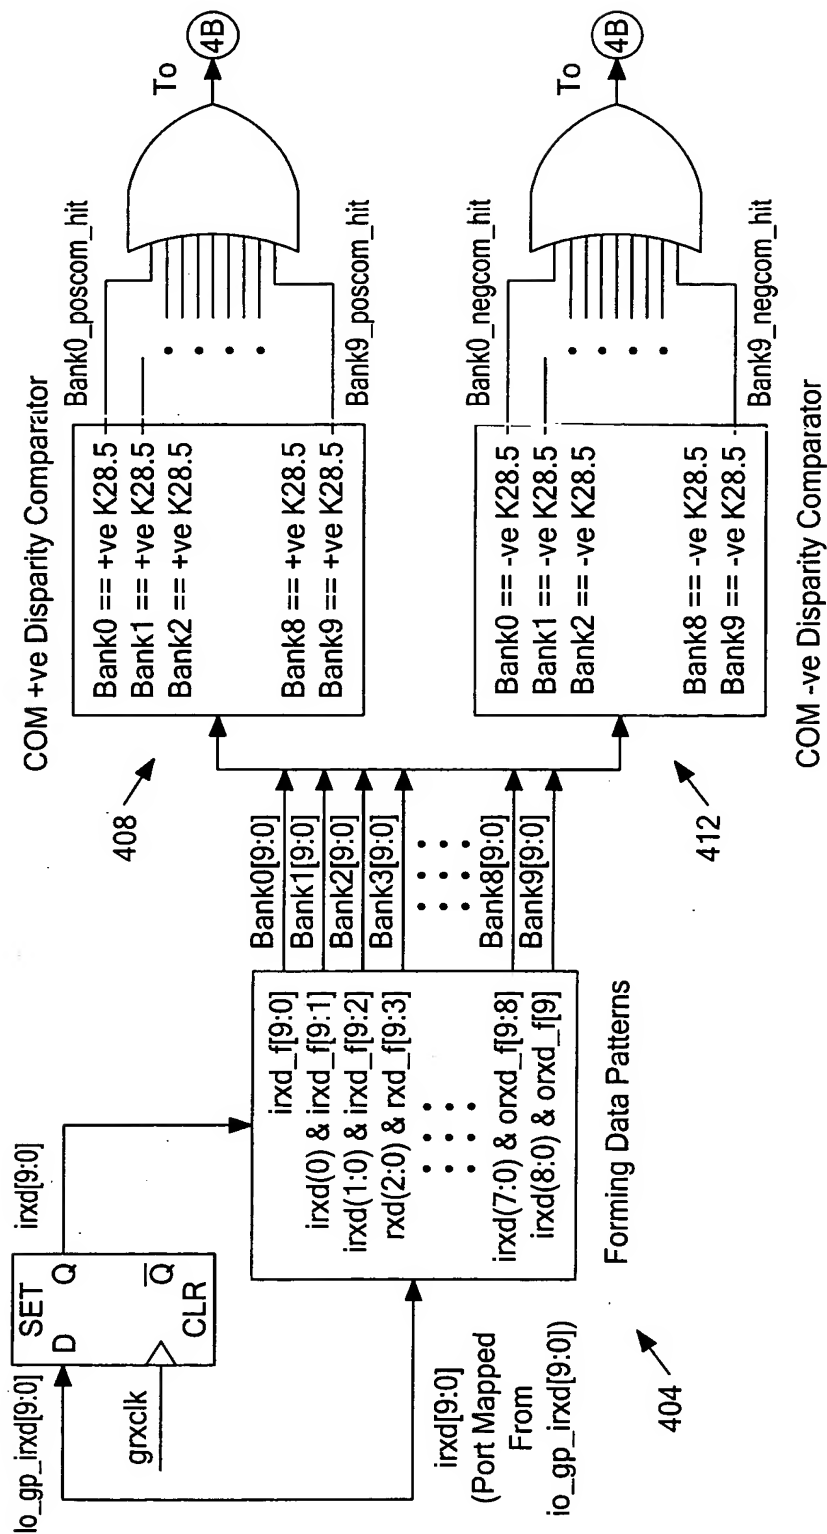 Io_gp_irxd[9:0]
irxd[9:0]
SET
D
Q
Q
CLR
grxclk
irxd[9:0]
(Port Mapped
From
io_gp_irxd[9:0])
404
irxd_f[9:0]
irxd(0) & irxd_f[9:1]
irxd(1:0) & irxd_f[9:2]
rxd(2:0) & rxd_f[9:3]
irxd(7:0) & orxd_f[9:8]
irxd(8:0) & orxd_f[9]
Forming Data Patterns
Bank0[9:0]
Bank1[9:0]
Bank2[9:0]
Bank3[9:0]
Bank8[9:0]
Bank9[9:0]
COM +ve Disparity Comparator
408
Bank0 == +ve K28.5
Bank1 == +ve K28.5
Bank2 == +ve K28.5
Bank8 == +ve K28.5
Bank9 == +ve K28.5
Bank0_poscom_hit
Bank9_poscom_hit
To
4B
412
Bank0 == -ve K28.5
Bank1 == -ve K28.5
Bank2 == -ve K28.5
Bank8 == -ve K28.5
Bank9 == -ve K28.5
COM -ve Disparity Comparator
Bank0_negcom_hit
Bank9_negcom_hit
To
4B